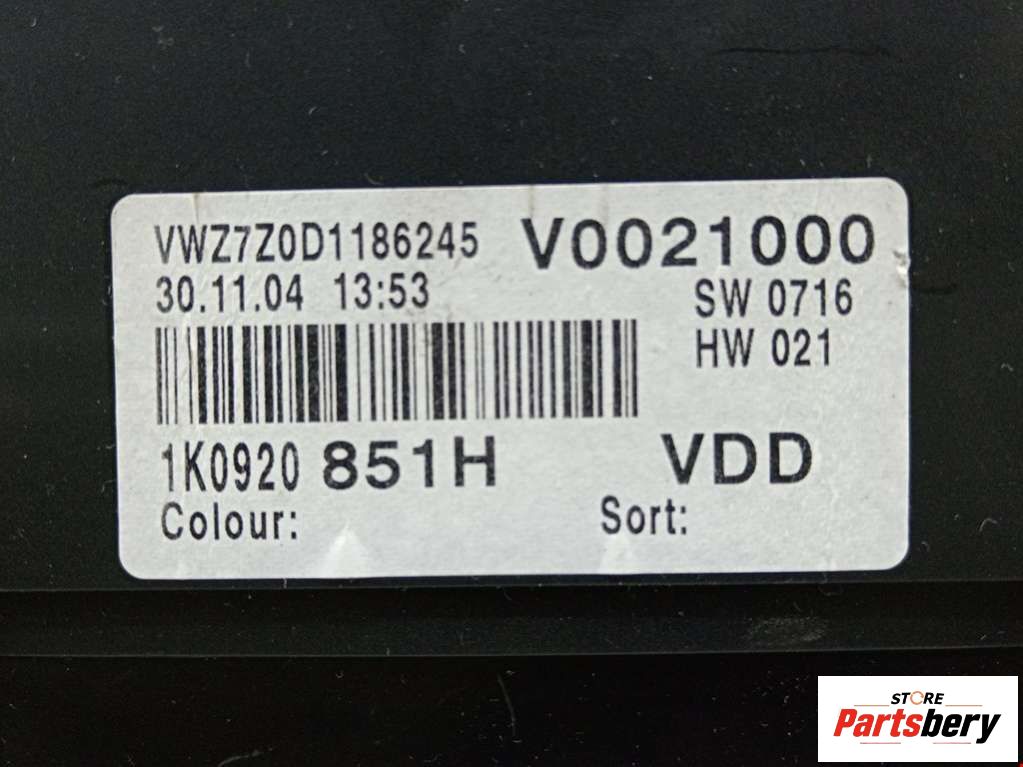 VWZ7Z0D1186245 V0021000
30.11.04 13:53 SW 0716
HW 021
1K0920 851H VDD
Colour: Sort:
STORE
Partsbery